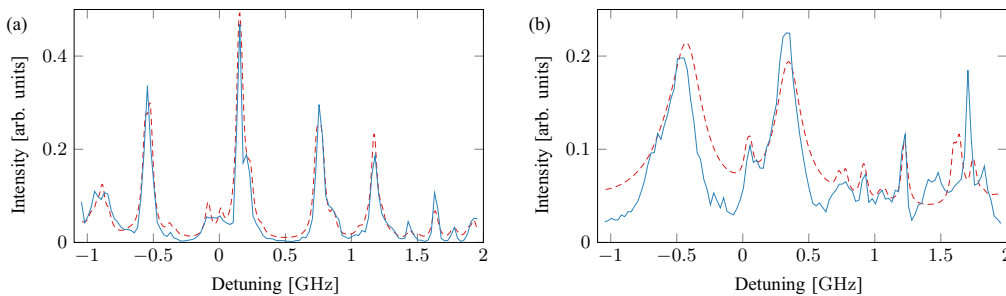 (a)
Intensity [arb. units]
0.4
0.2
0
−1 −0.5 0 0.5 1 1.5 2
Detuning [GHz]
(b)
Intensity [arb. units]
0.2
0.1
0
−1 −0.5 0 0.5 1 1.5 2
Detuning [GHz]